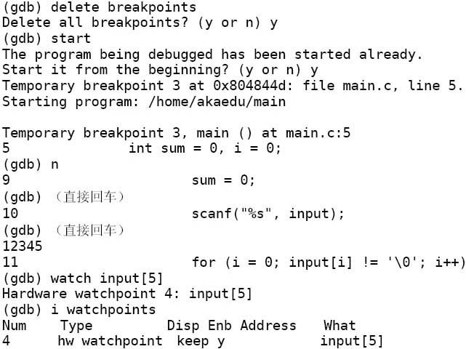 (gdb) delete breakpoints
Delete all breakpoints? (y or n) y
(gdb) start
The program being debugged has been started already.
Start it from the beginning? (y or n) y
Temporary breakpoint 3 at 0x804844d: file main.c, line 5.
Starting program: /home/akaedu/main

Temporary breakpoint 3, main () at main.c:5
5 int sum = 0, i = 0;
(gdb) n
9 sum = 0;
(gdb) （直接回车）
10 scanf("%s", input);
(gdb) （直接回车）
12345
11 for (i = 0; input[i] != '\0'; i++)
(gdb) watch input[5]
Hardware watchpoint 4: input[5]
(gdb) i watchpoints
Num Type Disp Enb Address What
4 hw watchpoint keep y input[5]